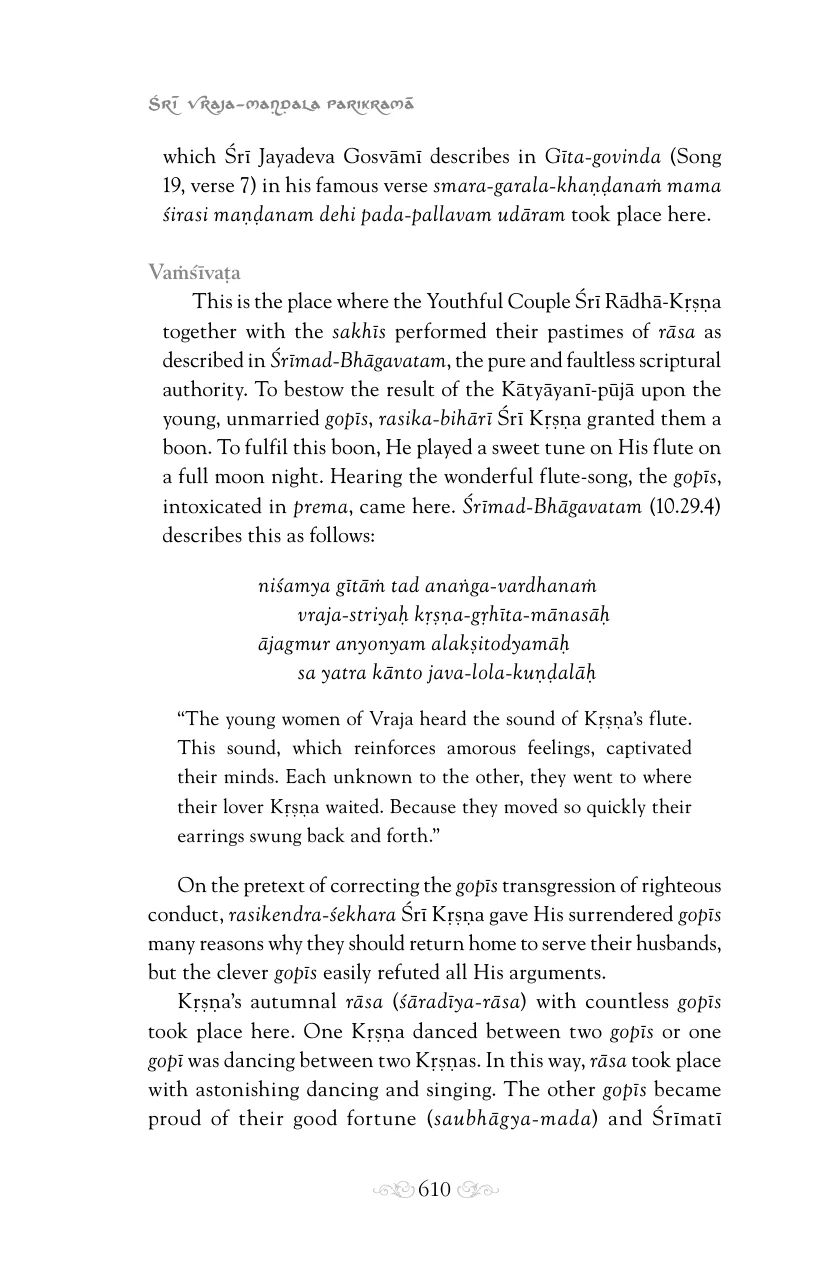 Śrī Vraja-maṇḍala Parikramā
which Śrī Jayadeva Gosvāmī describes in Gīta-govinda (Song
19, verse 7) in his famous verse smara-garala-khaṇḍanaṁ mama
śirasi maṇḍanam dehi pada-pallavam udāram took place here.
Vaṁśīvaṭa
This is the place where the Youthful Couple Śrī Rādhā-Kṛṣṇa
together with the sakhīs performed their pastimes of rāsa as
described in Śrīmad-Bhāgavatam, the pure and faultless scriptural
authority. To bestow the result of the Kātyāyanī-pūjā upon the
young, unmarried gopīs, rasika-bihārī Śrī Kṛṣṇa granted them a
boon. To fulfil this boon, He played a sweet tune on His flute on
a full moon night. Hearing the wonderful flute-song, the gopīs,
intoxicated in prema, came here. Śrīmad-Bhāgavatam (10.29.4)
describes this as follows:
niśamya gītāṁ tad anaṅga-vardhanaṁ
vraja-striyaḥ kṛṣṇa-gṛhīta-mānasāḥ
ājagmur anyonyam alakṣitodyamāḥ
sa yatra kānto java-lola-kuṇḍalāḥ
“The young women of Vraja heard the sound of Kṛṣṇa’s flute.
This sound, which reinforces amorous feelings, captivated
their minds. Each unknown to the other, they went to where
their lover Kṛṣṇa waited. Because they moved so quickly their
earrings swung back and forth.”
On the pretext of correcting the gopīs transgression of righteous
conduct, rasikendra-śekhara Śrī Kṛṣṇa gave His surrendered gopīs
many reasons why they should return home to serve their husbands,
but the clever gopīs easily refuted all His arguments.
Kṛṣṇa’s autumnal rāsa (śāradīya-rāsa) with countless gopīs
took place here. One Kṛṣṇa danced between two gopīs or one
gopī was dancing between two Kṛṣṇas. In this way, rāsa took place
with astonishing dancing and singing. The other gopīs became
proud of their good fortune (saubhāgya-mada) and Śrīmatī
610